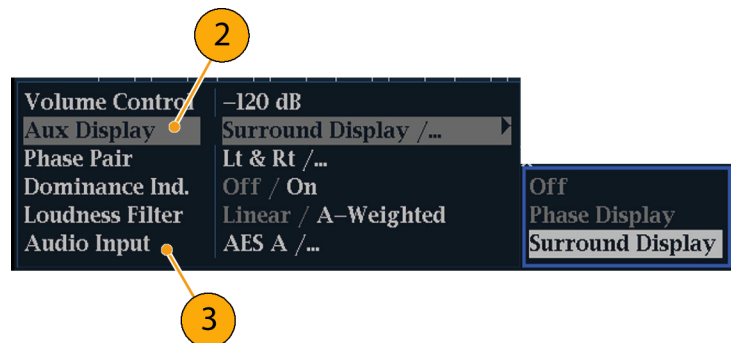 2
Volume Control –120 dB
Aux Display Surround Display /...
Phase Pair Lt & Rt /...
Dominance Ind. Off / On
Loudness Filter Linear / A–Weighted
Audio Input AES A /...
Off
Phase Display
Surround Display
3